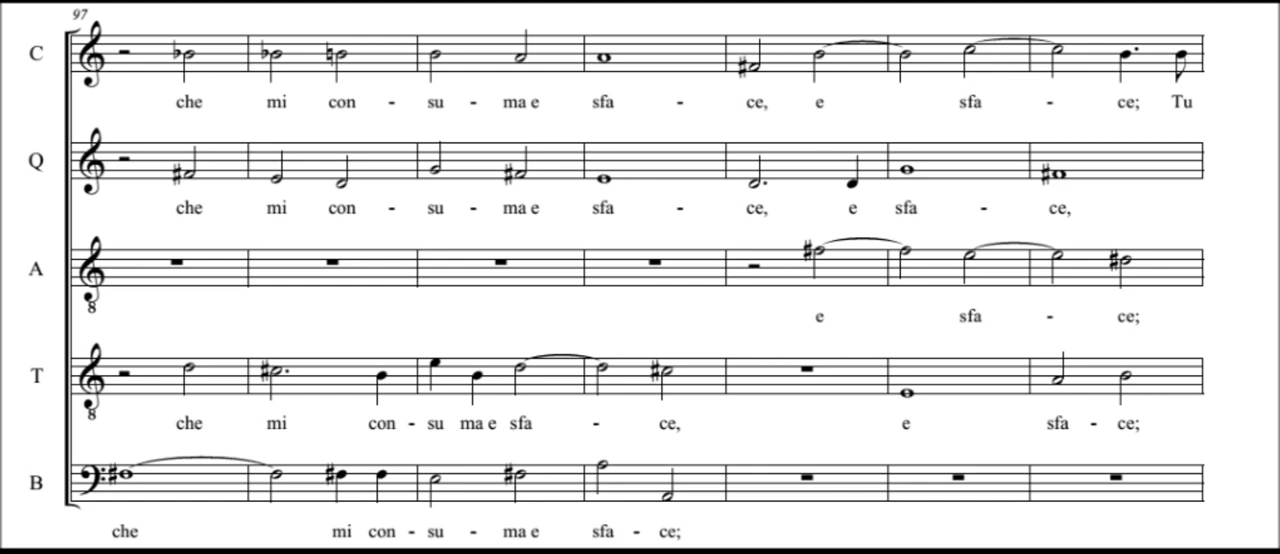 97
C
che mi con - su - ma e sfa - ce, e sfa - ce; Tu
Q
che mi con - su - ma e sfa - ce, e sfa - ce,
A
8
e sfa - ce;
T
8
che mi con - su ma e sfa - ce, e sfa - ce;
B
che mi con - su - ma e sfa - ce;